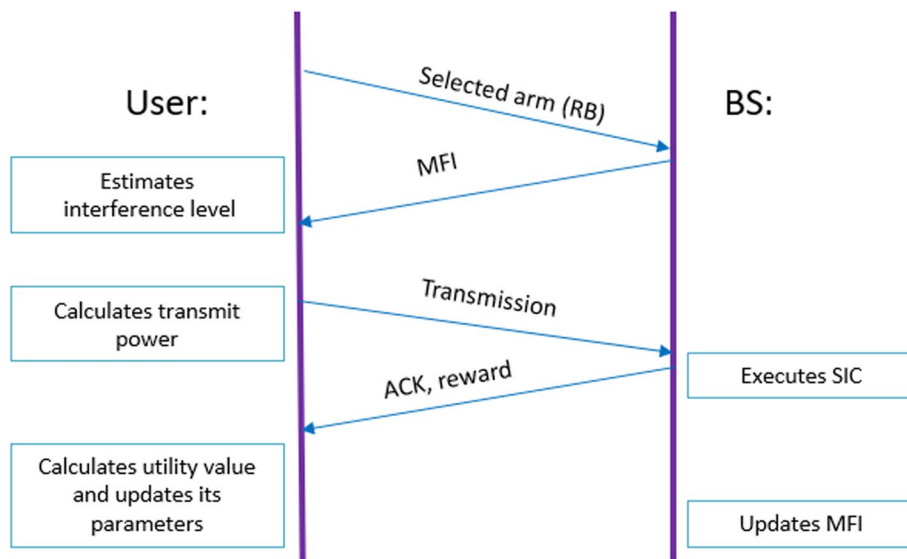 User:
BS:
Selected arm (RB)
MFI
Estimates
interference level
Transmission
Calculates transmit
power
ACK, reward
Executes SIC
Calculates utility value
and updates its
parameters
Updates MFI